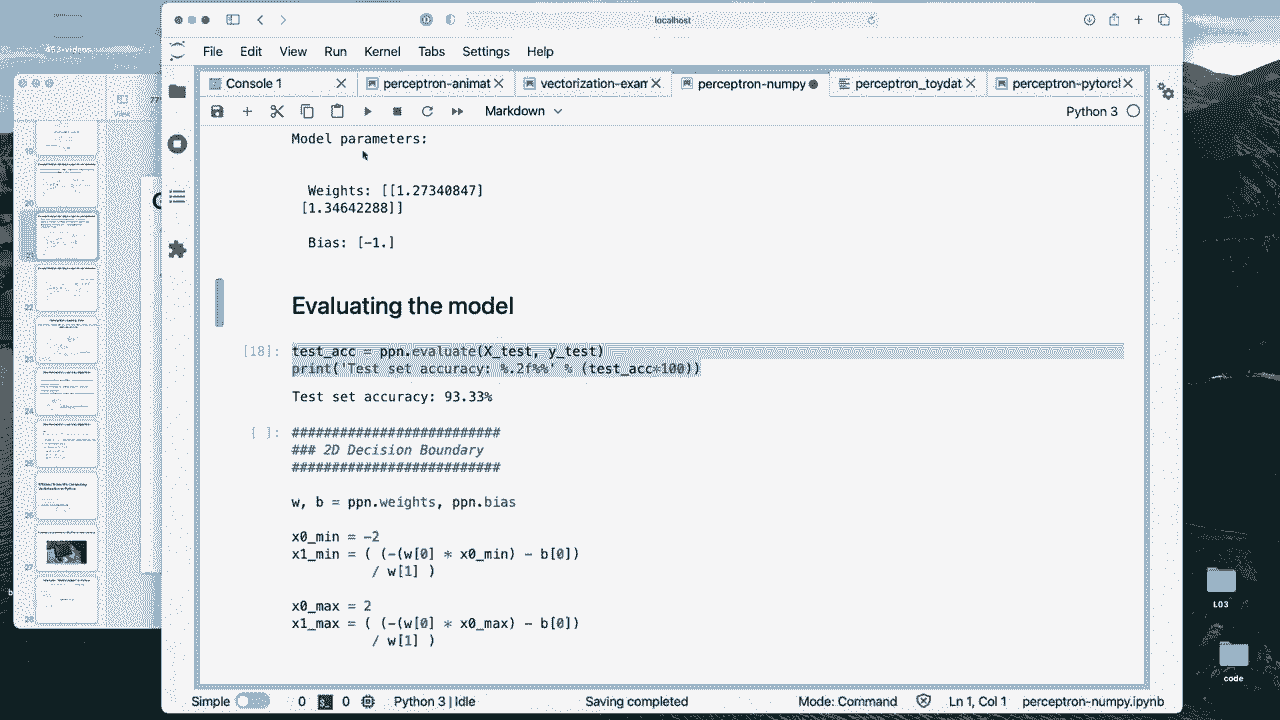 localhost
File Edit View Run Kernel Tabs Settings Help
Console 1 perceptron-animat vectorization-exam perceptron-numpy perceptron_toydat perceptron-pytorcl
Markdown Python 3
Model parameters:
Weights: [[1.27340847]
[1.34642288]]
Bias: [-1.]
Evaluating the model
[18]: test_acc = ppn.evaluate(X_test, y_test)
print('Test set accuracy: %.2f%%' % (test_acc*100))
Test set accuracy: 93.33%
[ ]: ##########################
### 2D Decision Boundary
##########################
w, b = ppn.weights, ppn.bias
x0_min = -2
x1_min = ( (-(w[0] * x0_min) - b[0])
/ w[1] )
x0_max = 2
x1_max = ( (-(w[0] * x0_max) - b[0])
/ w[1] )
Simple 0 0 Python 3 | Idle Saving completed Mode: Command Ln 1, Col 1 perceptron-numpy.ipynb
453-videos
L03
code